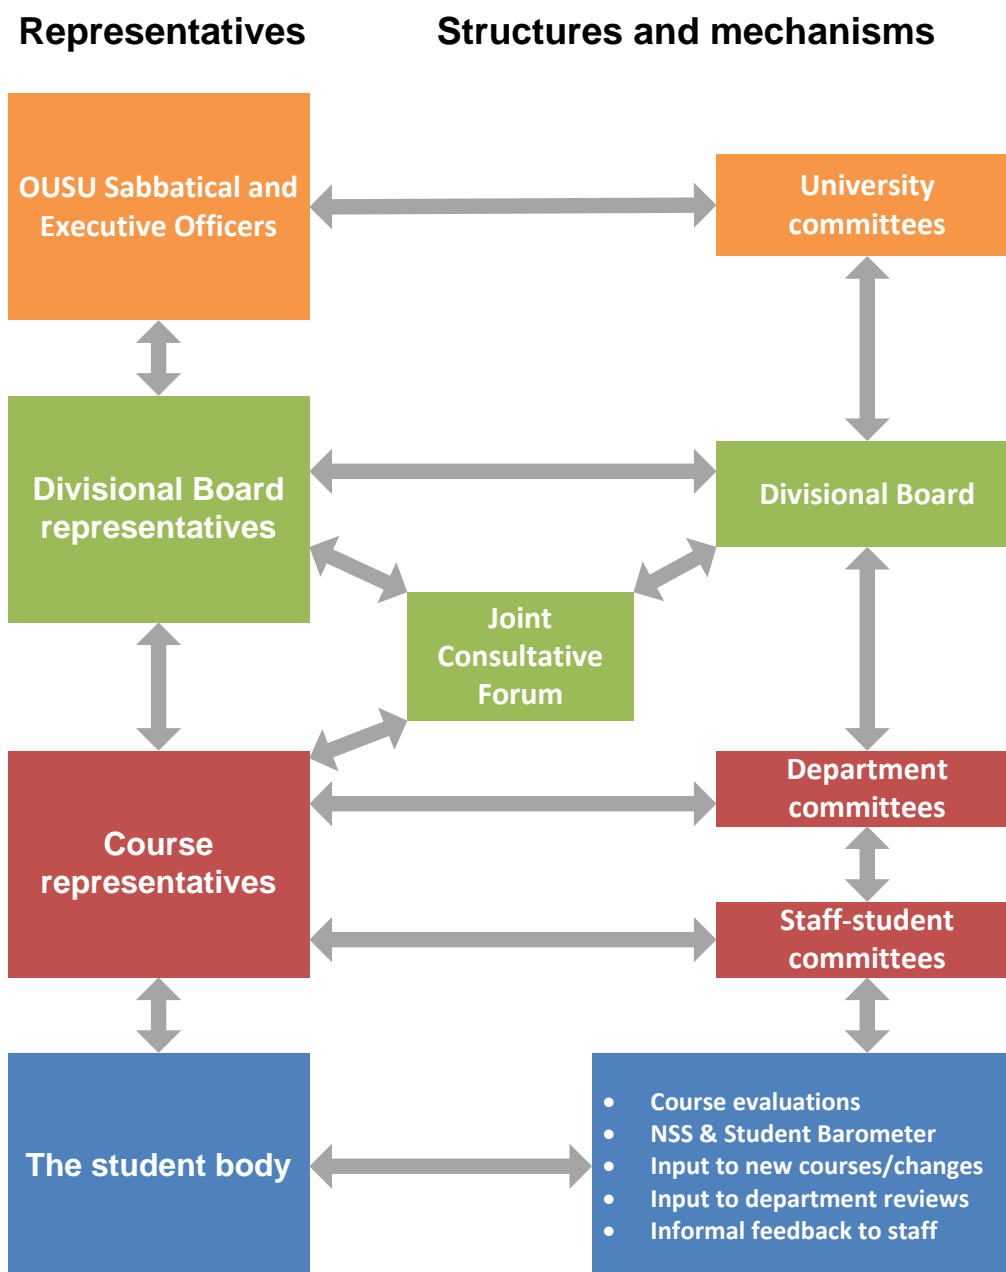 Representatives
Structures and mechanisms
OUSU Sabbatical and
Executive Officers
University
committees
Divisional Board
representatives
Divisional Board
Joint
Consultative
Forum
Course
representatives
Department
committees
Staff-student
committees
The student body
• Course evaluations
• NSS & Student Barometer
• Input to new courses/changes
• Input to department reviews
• Informal feedback to staff